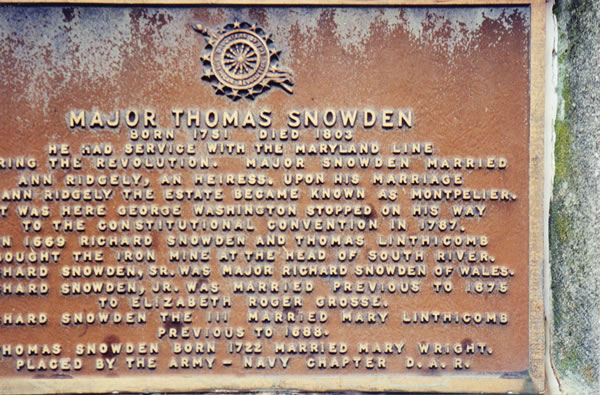 MAJOR THOMAS SNOWDEN
BORN 1751 DIED 1803
HE HAD SERVICE WITH THE MARYLAND LINE
RING THE REVOLUTION. MAJOR SNOWDEN MARRIED
ANN RIDGELY, AN HEIRESS. UPON HIS MARRIAGE
ANN RIDGELY THE ESTATE BECAME KNOWN AS MONTPELIER.
T WAS HERE GEORGE WASHINGTON STOPPED ON HIS WAY
TO THE CONSTITUTIONAL CONVENTION IN 1787.
N 1669 RICHARD SNOWDEN AND THOMAS LINTHICOMB
OUGHT THE IRON MINE AT THE HEAD OF SOUTH RIVER.
CHARD SNOWDEN, SR. WAS MAJOR RICHARD SNOWDEN OF WALES.
CHARD SNOWDEN, JR. WAS MARRIED PREVIOUS TO 1675
TO ELIZABETH ROGER GROSSE.
CHARD SNOWDEN THE III MARRIED MARY LINTHICOMB
PREVIOUS TO 1688.
HOMAS SNOWDEN BORN 1722 MARRIED MARY WRIGHT.
PLACED BY THE ARMY - NAVY CHAPTER D.A.R.